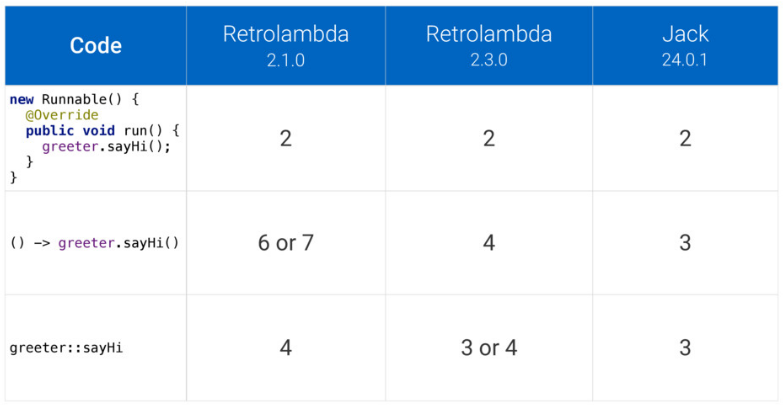 Code
Retrolambda
2.1.0
Retrolambda
2.3.0
Jack
24.0.1
new Runnable() {
  @Override
  public void run() {
    greeter.sayHi();
  }
}
2
2
2
() -> greeter.sayHi()
6 or 7
4
3
greeter::sayHi
4
3 or 4
3